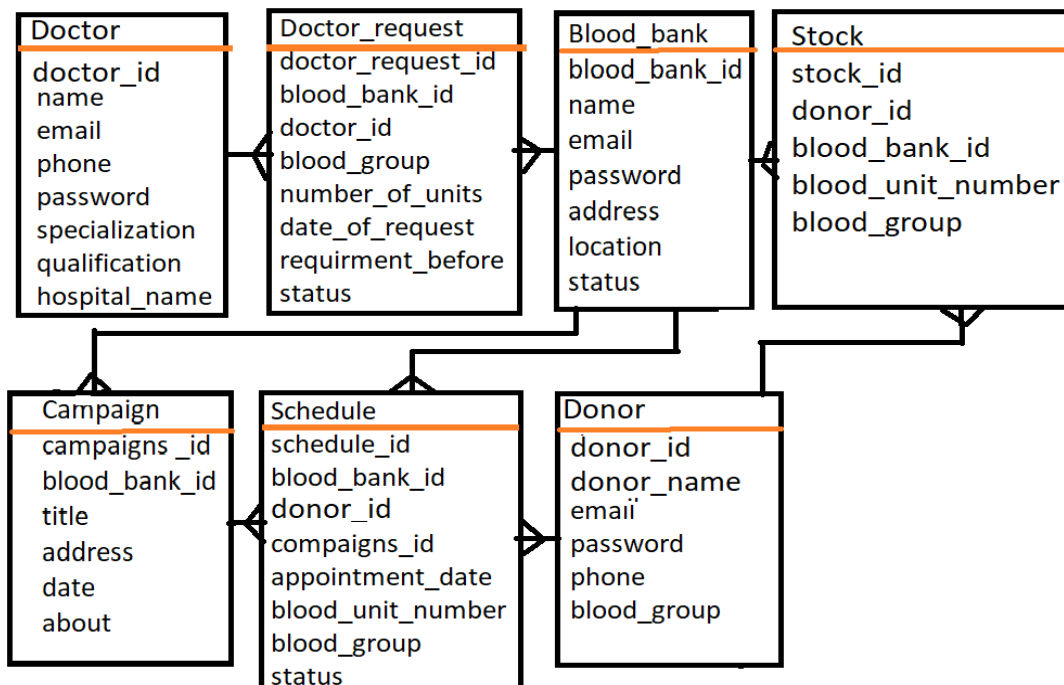 Doctor
doctor_id
name
email
phone
password
specialization
qualification
hospital_name
Doctor_request
doctor_request_id
blood_bank_id
doctor_id
blood_group
number_of_units
date_of_request
requirment_before
status
Blood_bank
blood_bank_id
name
email
password
address
location
status
Stock
stock_id
donor_id
blood_bank_id
blood_unit_number
blood_group
Campaign
campaigns _id
blood_bank_id
title
address
date
about
Schedule
schedule_id
blood_bank_id
donor_id
compaigns_id
appointment_date
blood_unit_number
blood_group
status
Donor
donor_id
donor_name
email
password
phone
blood_group